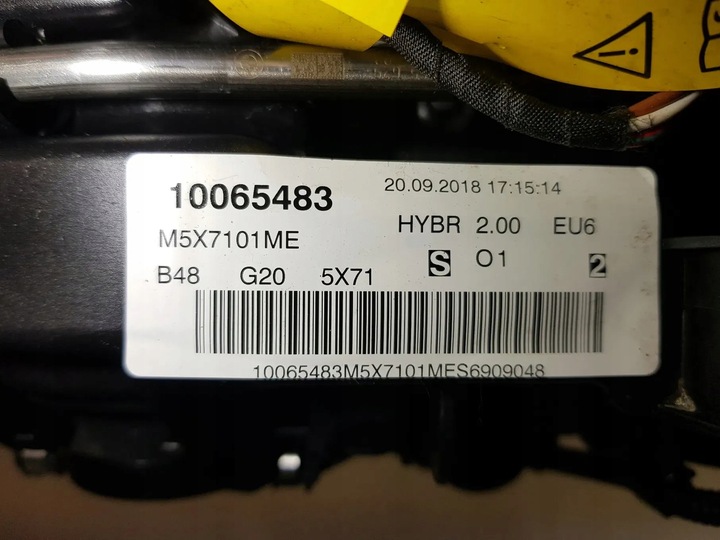 10065483 20.09.2018 17:15:14
M5X7101ME HYBR 2.00 EU6
B48 G20 5X71 S O1 2
10065483M5X7101MES6909048